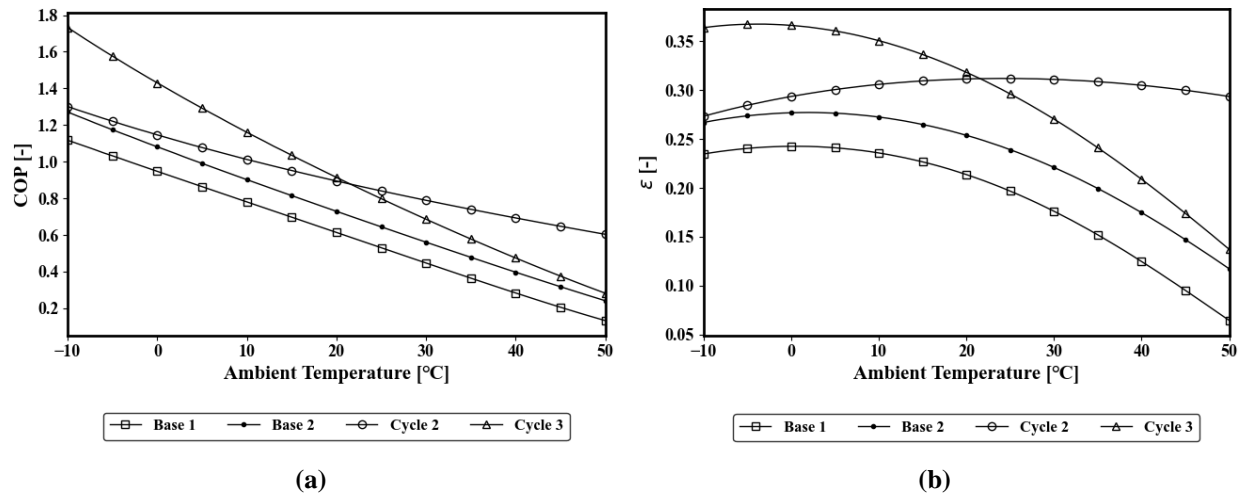 1.8
1.6
1.4
1.2
1.0
0.8
0.6
0.4
0.2
COP [-]
−10 0 10 20 30 40 50
Ambient Temperature [°C]
Base 1 Base 2 Cycle 2 Cycle 3
(a)
0.35
0.30
0.25
0.20
0.15
0.10
0.05
ε [-]
−10 0 10 20 30 40 50
Ambient Temperature [°C]
Base 1 Base 2 Cycle 2 Cycle 3
(b)